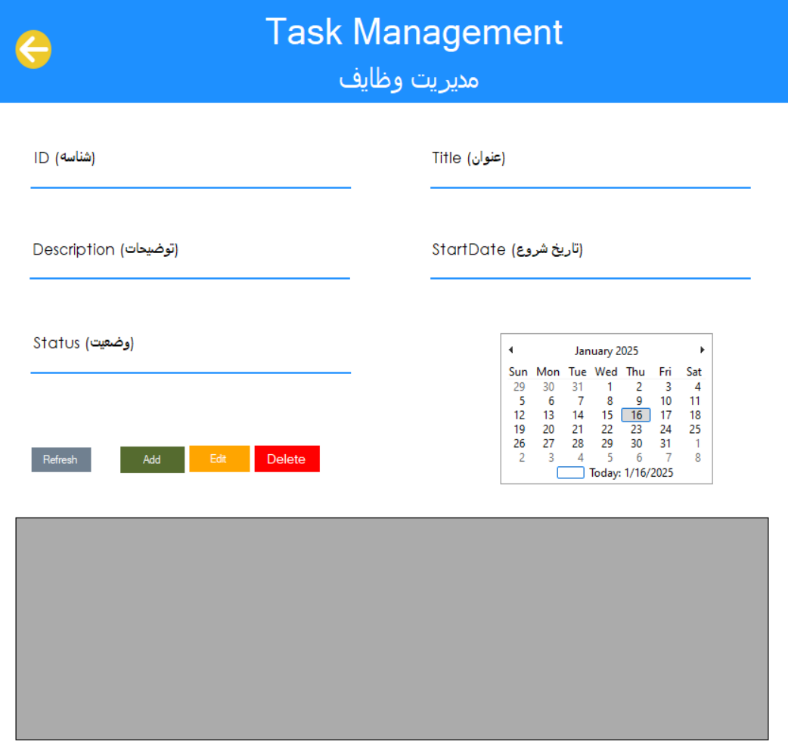 Task Management
مدیریت وظایف
ID (شناسه)
Title (عنوان)
Description (توضیحات)
StartDate (تاریخ شروع)
Status (وضعیت)
January 2025
Sun Mon Tue Wed Thu Fri Sat
29 30 31 1 2 3 4
5 6 7 8 9 10 11
12 13 14 15 16 17 18
19 20 21 22 23 24 25
26 27 28 29 30 31 1
2 3 4 5 6 7 8
Today: 1/16/2025
Refresh Add Edit Delete